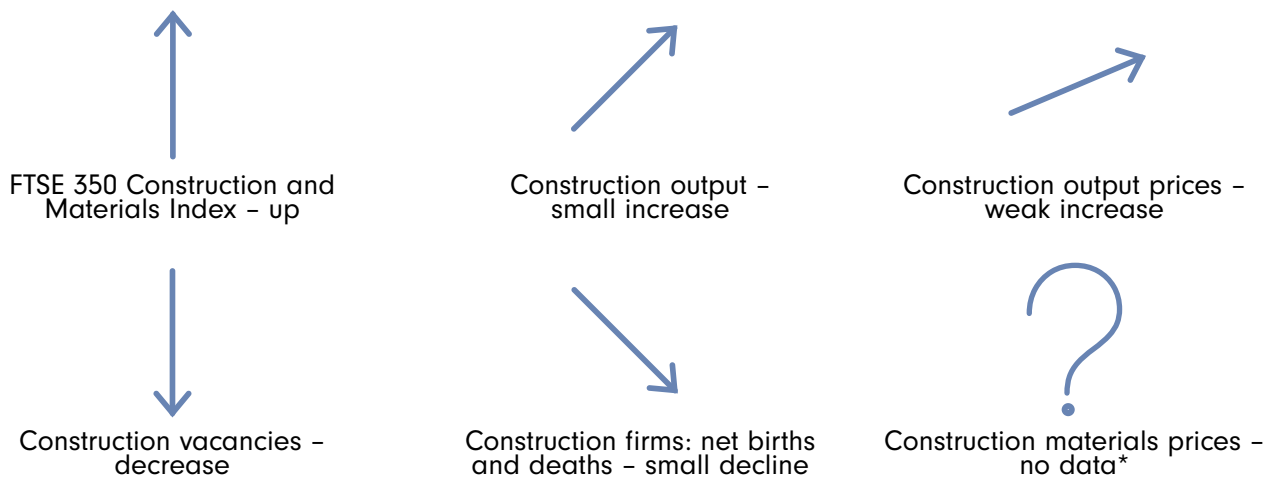 FTSE 350 Construction and
Materials Index – up
Construction output –
small increase
Construction output prices –
weak increase
Construction vacancies –
decrease
Construction firms: net births
and deaths – small decline
Construction materials prices –
no data*